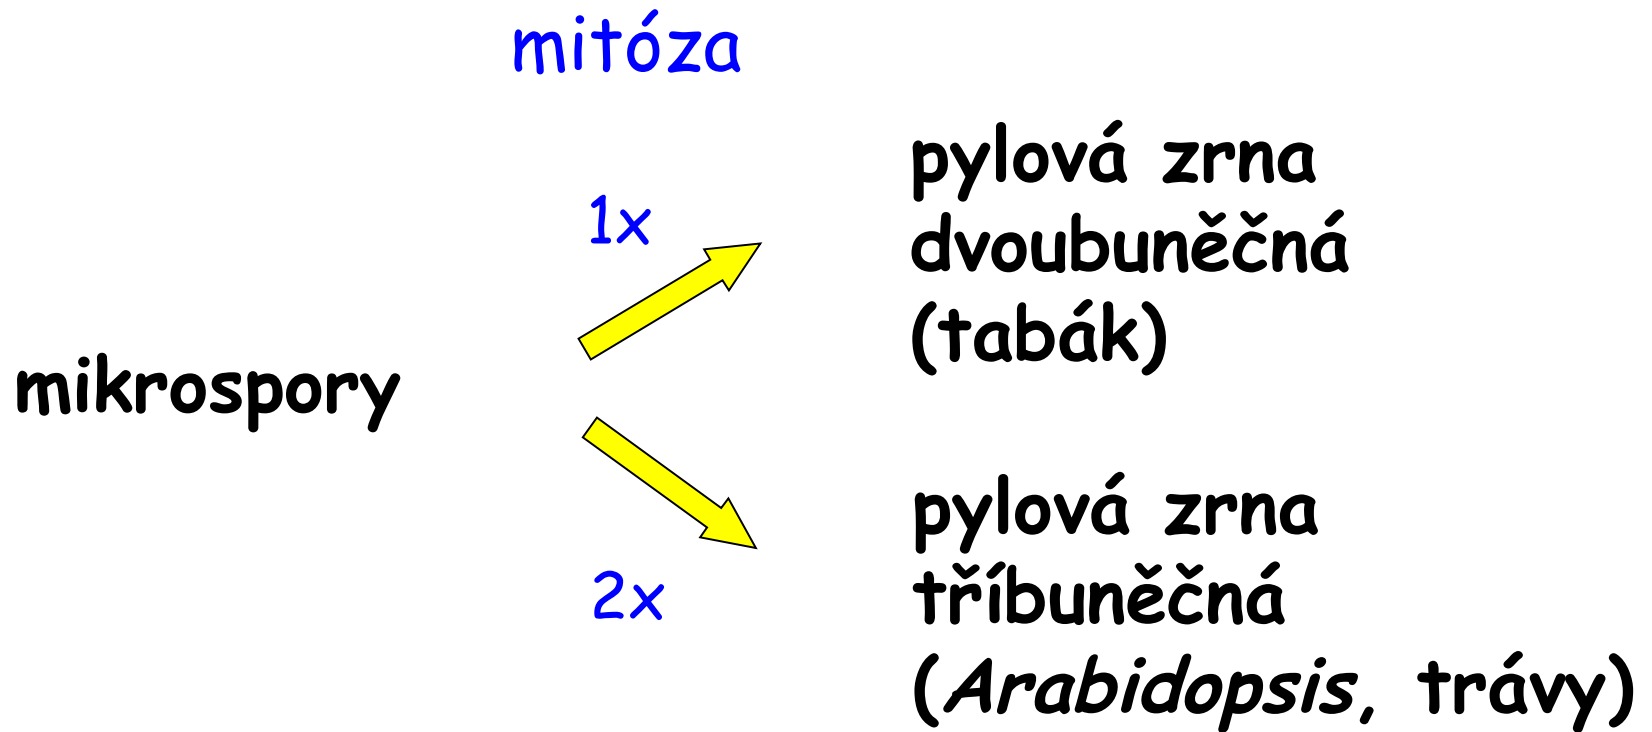 mitóza
1x
pylová zrna
dvoubuněčná
(tabák)
mikrospory
2x
pylová zrna
tříbuněčná
(Arabidopsis, trávy)